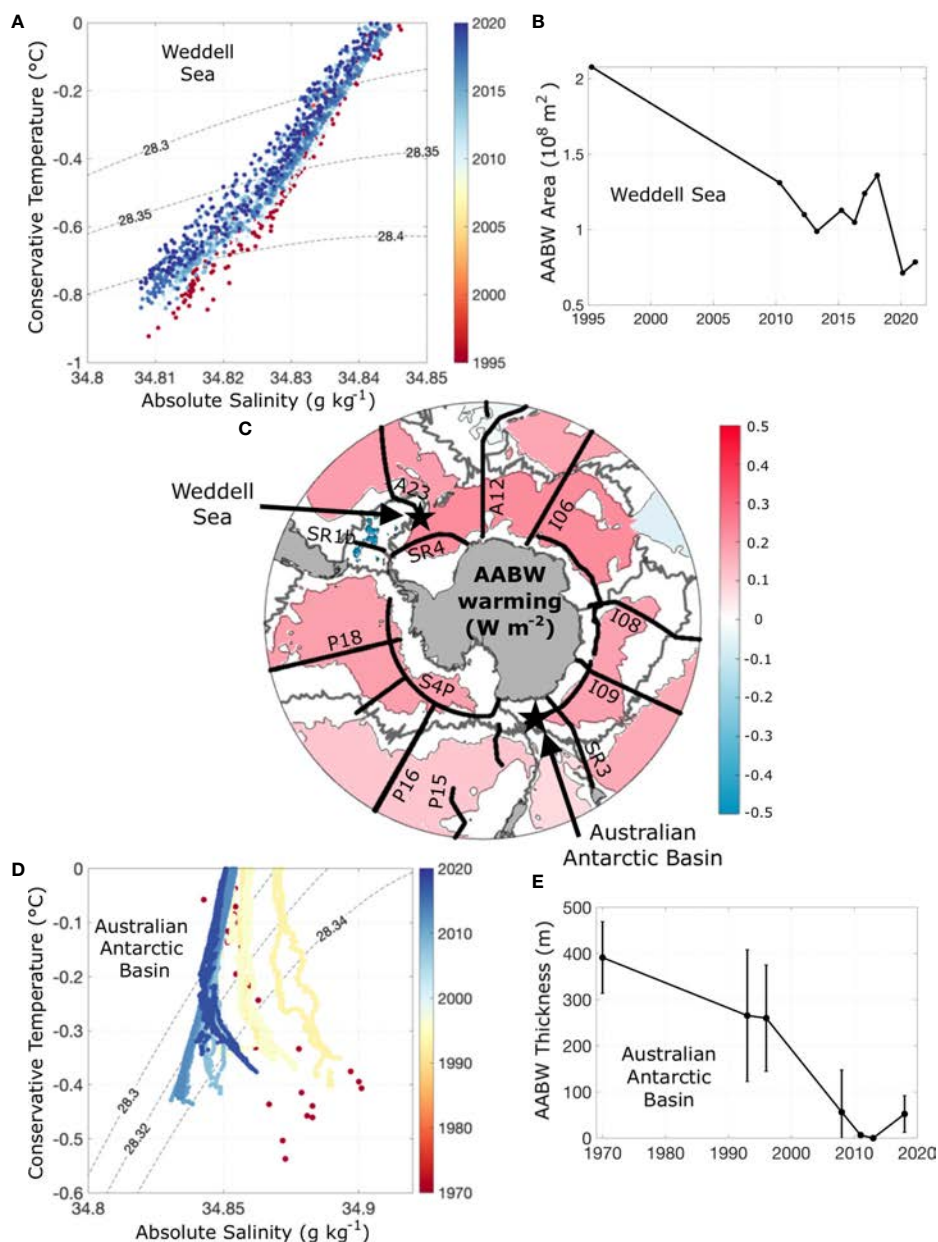 A
Weddell
Sea
28.3
28.35
28.35
28.4
28.4
0
-0.2
-0.4
-0.6
-0.8
-1
34.8
34.81
34.82
34.83
34.84
34.85
Conservative Temperature (°C)
Absolute Salinity (g kg⁻¹)
2020
2015
2010
2005
2000
1995
B
AABW Area (10⁸ m²)
2
1.5
1
0.5
Weddell Sea
1995
2000
2005
2010
2015
2020
C
Weddell
Sea
A23
A12
I06
SR1b
SR4
AABW
warming
(W m⁻²)
I08
P18
S4P
I09
SR3
P16
P15
Australian
Antarctic Basin
0.5
0.4
0.3
0.2
0.1
0
-0.1
-0.2
-0.3
-0.4
-0.5
D
Australian
Antarctic
Basin
28.34
28.3
28.32
0
-0.1
-0.2
-0.3
-0.4
-0.5
-0.6
34.8
34.85
34.9
Conservative Temperature (°C)
Absolute Salinity (g kg⁻¹)
2020
2010
2000
1990
1980
1970
E
AABW Thickness (m)
500
400
300
200
100
0
Australian
Antarctic
Basin
1970
1980
1990
2000
2010
2020